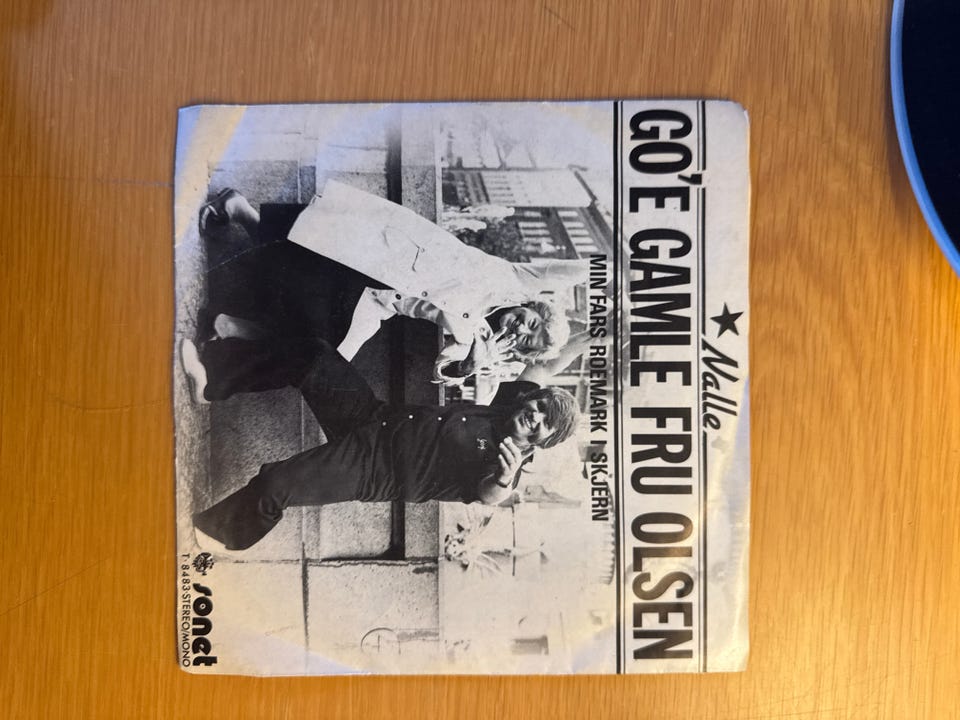 Nalle
GO'E GAMLE FRU OLSEN
MIN FARS ROEMARK I SKJERN
sonet
T·8483·STEREO/MONO